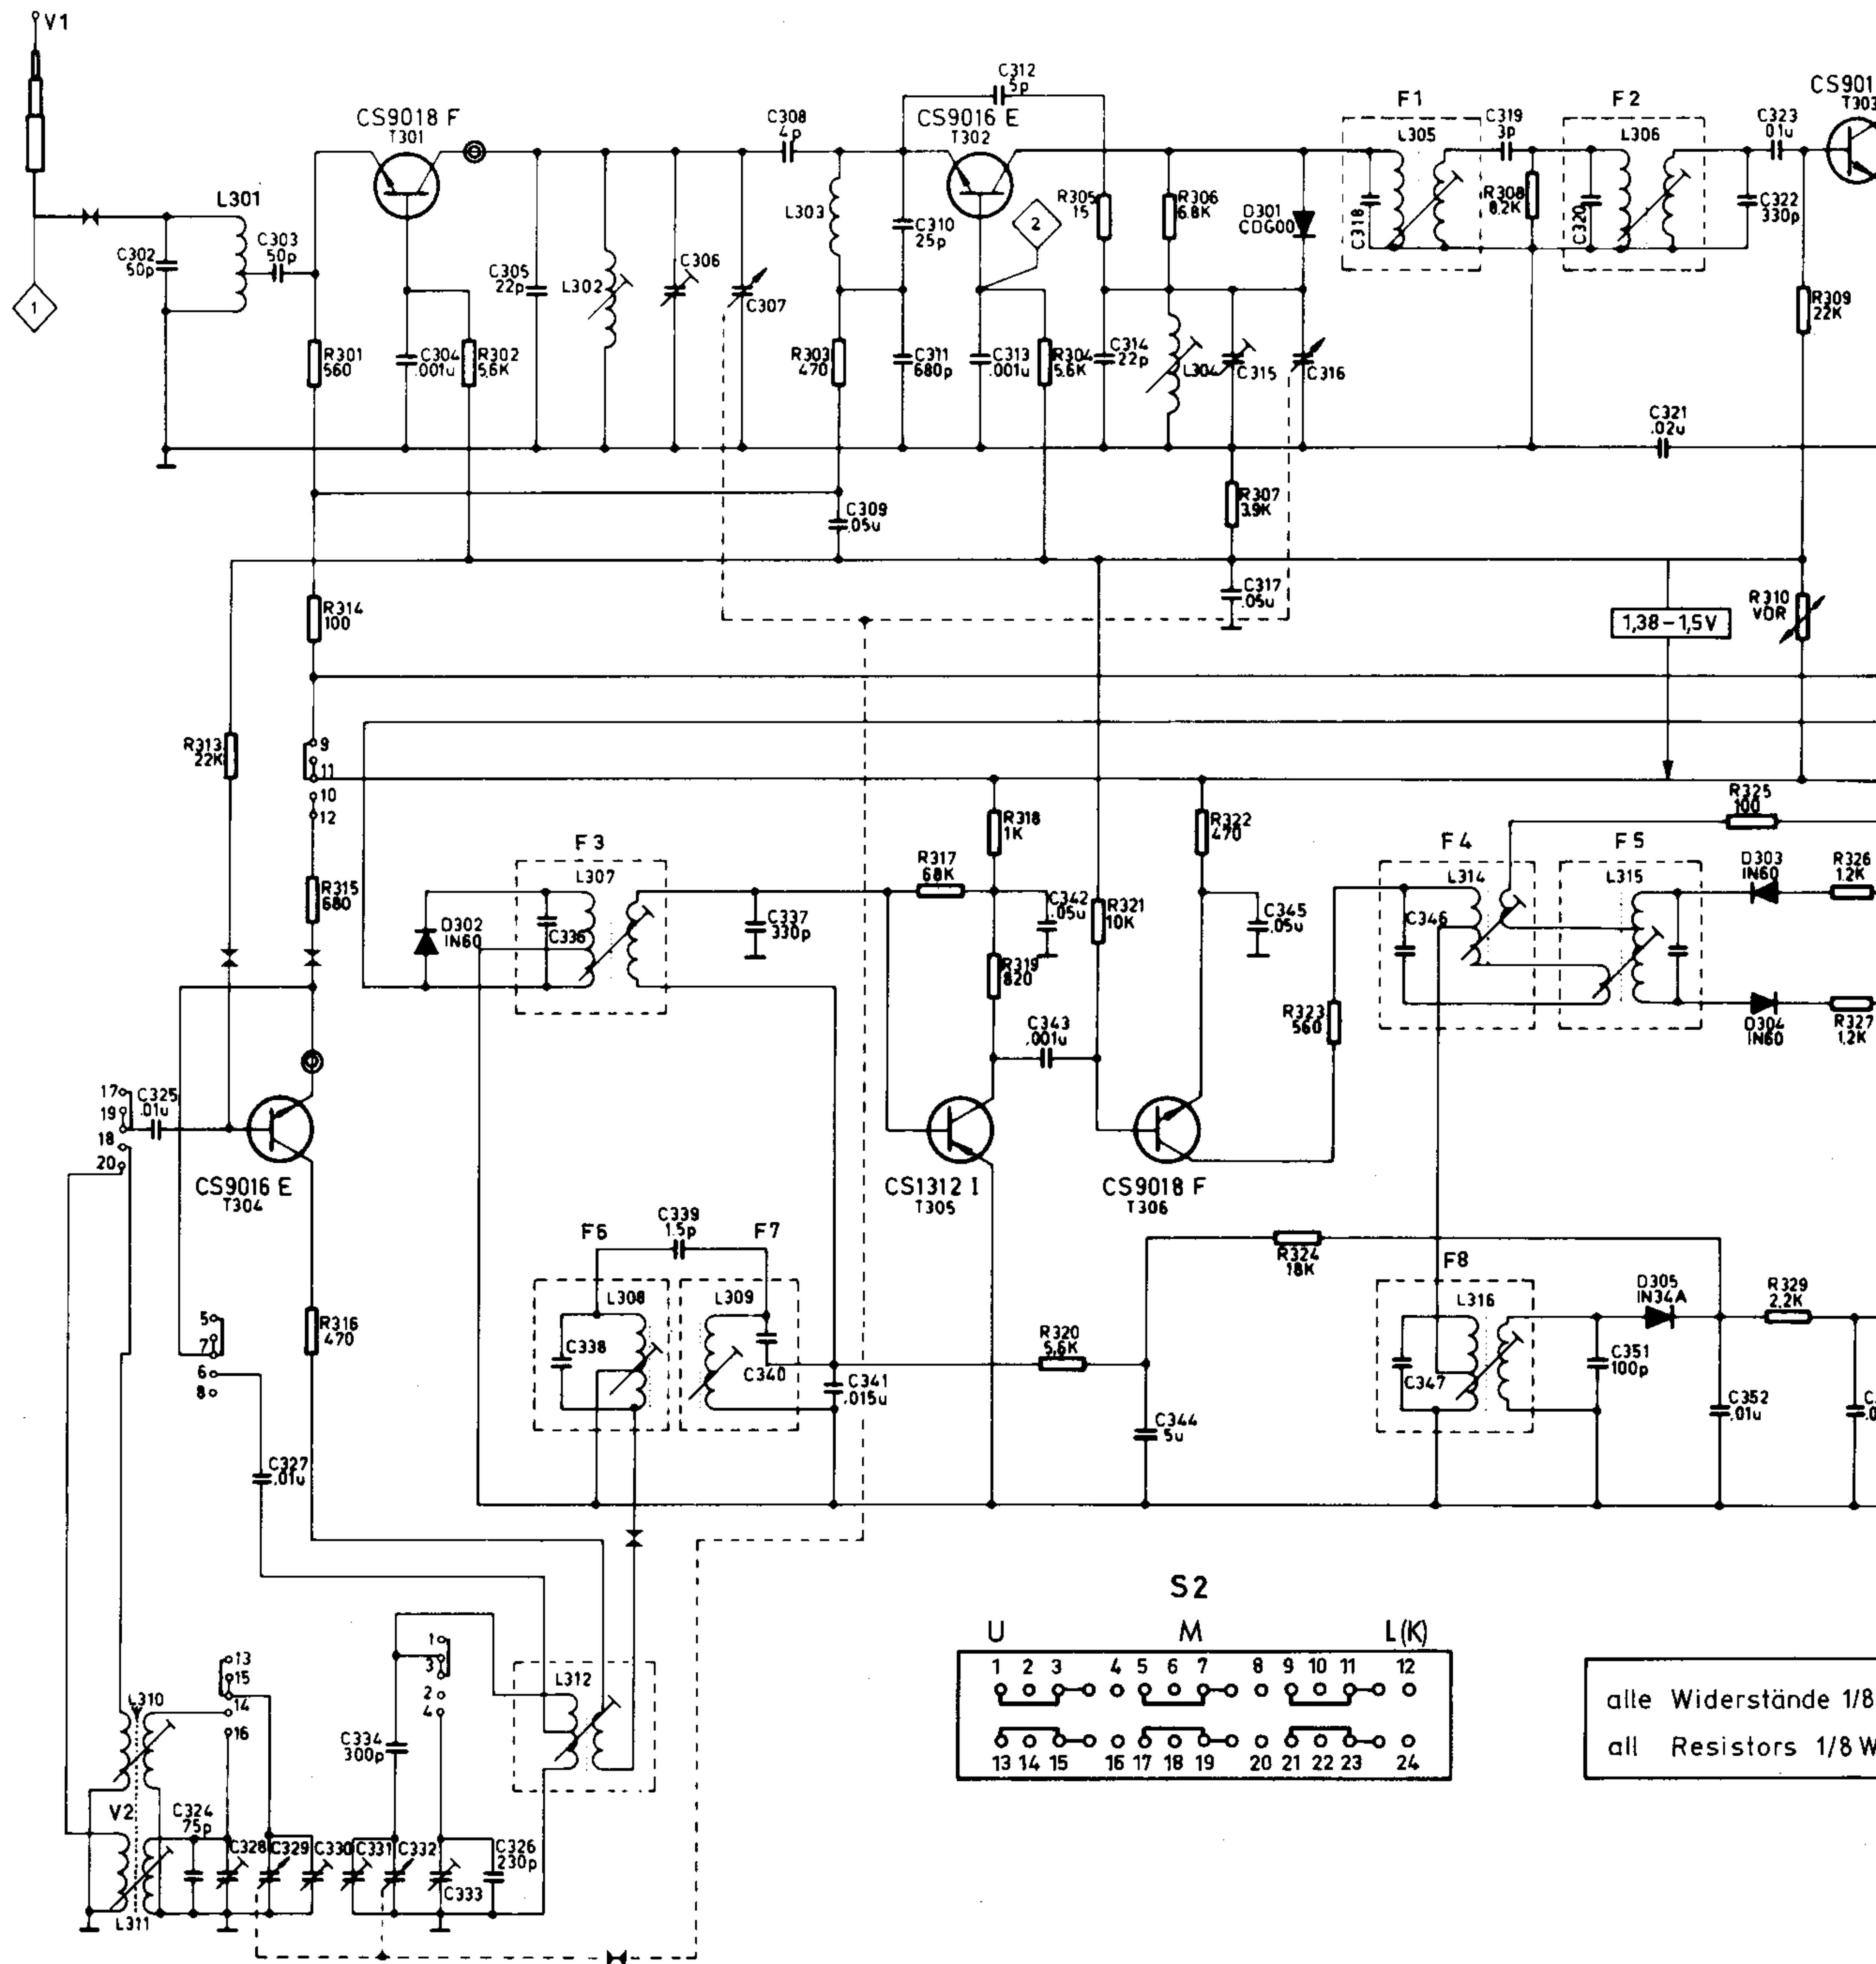 V1
CS9018 F
T301
C308
4p
C312
5p
CS9016 E
T302
F1
L305
C319
3p
F2
L306
C323
01u
CS901
T303
L301
C302
50p
C303
50p
1
R301
560
C304
.001u
R302
5,6K
C305
22p
L302
C306
C307
L303
C310
25p
2
R303
470
C311
680p
C313
.001u
R304
5.6K
R305
15
R306
6.8K
D301
CDG00
C314
22p
L304
C315
C316
C318
R308
8,2K
C320
C322
330p
R309
22K
C321
.02u
C309
.05u
R307
3.9K
C317
.05u
R314
100
1,38-1,5V
R310
VDR
R313
22K
9
11
10
12
R315
680
F3
L307
D302
IN60
C336
C337
330p
R317
68K
R318
1K
R319
820
C342
.05u
R321
10K
R322
470
C345
.05u
C343
.001u
R323
560
F4
L314
C346
F5
L315
R325
100
D303
IN60
R326
1.2K
D304
IN60
R327
1,2K
17
19
18
20
C325
.01u
CS9016 E
T304
CS1312 I
T305
CS9018 F
T306
R316
470
5
7
6
8
C327
.01u
F6
L308
C338
C339
1.5p
F7
L309
C340
C341
.015u
R320
5,6K
C344
5u
R324
18K
F8
L316
C347
C351
100p
D305
IN34A
R329
2.2K
C352
.01u
C.
.0
13
15
14
16
L310
V2
L311
C324
75p
C328
C329
C330
C331
C332
C333
C334
300p
1
3
2
4
C326
230p
L312
S2
U M L(K)
1 2 3 4 5 6 7 8 9 10 11 12
13 14 15 16 17 18 19 20 21 22 23 24
alle Widerstände 1/8
all Resistors 1/8 W